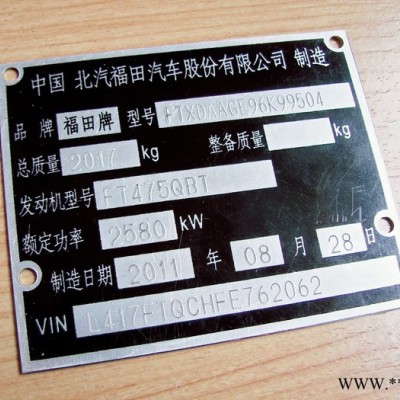 中国 北汽福田汽车股份有限公司 制造
品牌 福田牌 型号 FTXDAAGE96K99504
总质量 2017 kg 整备质量 kg
发动机型号 FT475QBT
额定功率 2580 kW
制造日期 2011 年 08 月 28 日
VIN L417FTQCHFE762062
www.**